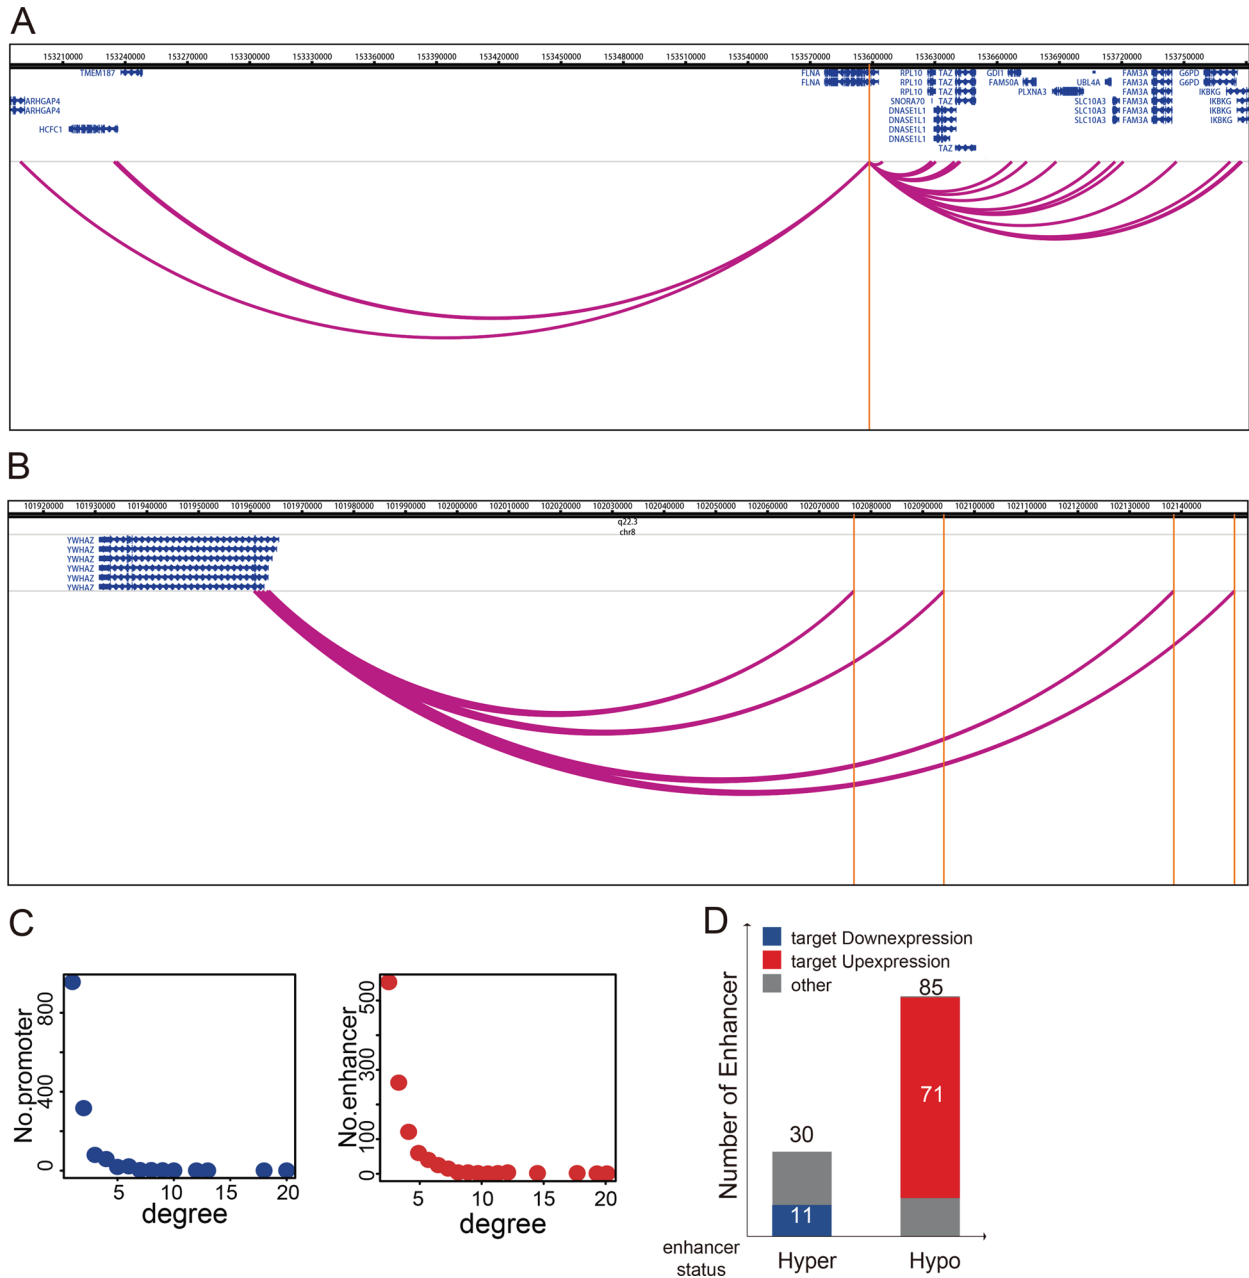 A
153210000 153240000 153270000 153300000 153330000 153360000 153390000 153420000 153450000 153480000 153510000 153540000 153570000 153600000 153630000 153660000 153690000 153720000 153750000
TMEM187 FLNA RPL10 TAZ GDI1 FAM3A G6PD
FLNA RPL10 TAZ FAM50A UBL4A FAM3A G6PD
RPL10 TAZ PLXNA3 FAM3A IKBKG
ARHGAP4 SNORA70 TAZ SLC10A3 FAM3A IKBKG
ARHGAP4 DNASE1L1 SLC10A3 FAM3A IKBKG
DNASE1L1 SLC10A3 FAM3A IKBKG
HCFC1 DNASE1L1
DNASE1L1
TAZ
B
101920000 101930000 101940000 101950000 101960000 101970000 101980000 101990000 102000000 102010000 102020000 102030000 102040000 102050000 102060000 102070000 102080000 102090000 102100000 102110000 102120000 102130000 102140000
q22.3
chr8
YWHAZ
YWHAZ
YWHAZ
YWHAZ
YWHAZ
YWHAZ
C
No.promoter
0 400 800
5 10 15 20
degree
No.enhancer
0 100 300 500
5 10 15 20
degree
D
target Downexpression
target Upexpression
other
Number of Enhancer
30
11
85
71
enhancer
status
Hyper Hypo